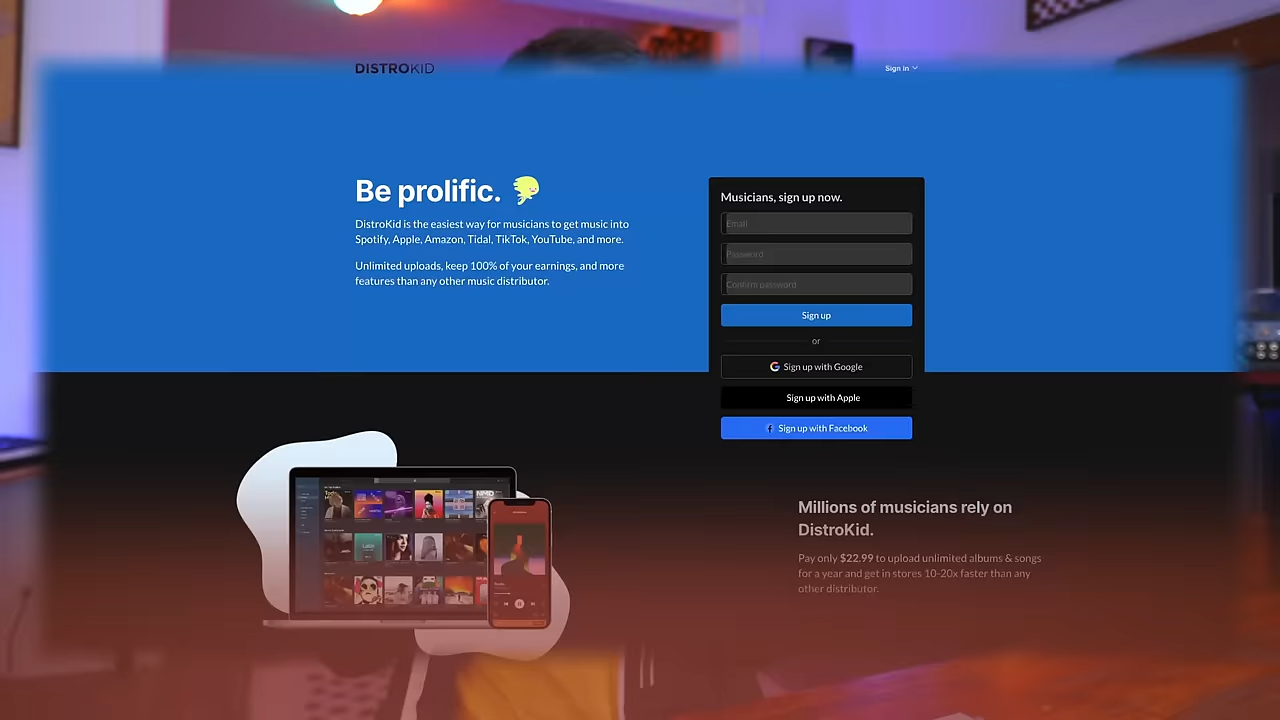 DISTROKID
Sign in
Be prolific.
DistroKid is the easiest way for musicians to get music into
Spotify, Apple, Amazon, Tidal, TikTok, YouTube, and more.
Unlimited uploads, keep 100% of your earnings, and more
features than any other music distributor.
Musicians, sign up now.
Email
Password
Confirm password
Sign up
or
Sign up with Google
Sign up with Apple
Sign up with Facebook
Millions of musicians rely on
DistroKid.
Pay only $22.99 to upload unlimited albums & songs
for a year and get in stores 10-20x faster than any
other distributor.